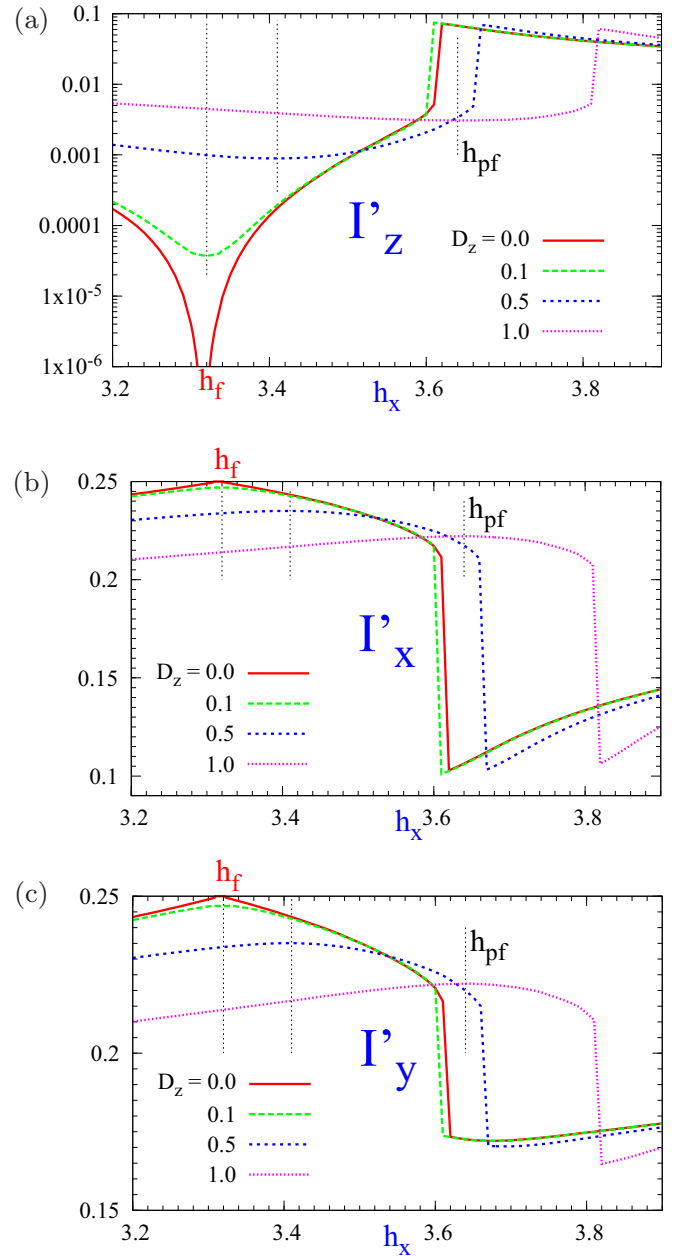 (a)
0.1
0.01
0.001
0.0001
1x10⁻⁵
1x10⁻⁶
h_pf
I'_z
D_z = 0.0
0.1
0.5
1.0
3.2
3.4
3.6
3.8
h_f
h_x
(b)
h_f
0.25
0.2
0.15
0.1
h_pf
I'_x
D_z = 0.0
0.1
0.5
1.0
3.2
3.4
3.6
3.8
h_x
(c)
h_f
0.25
0.2
0.15
h_pf
I'_y
D_z = 0.0
0.1
0.5
1.0
3.2
3.4
3.6
3.8
h_x